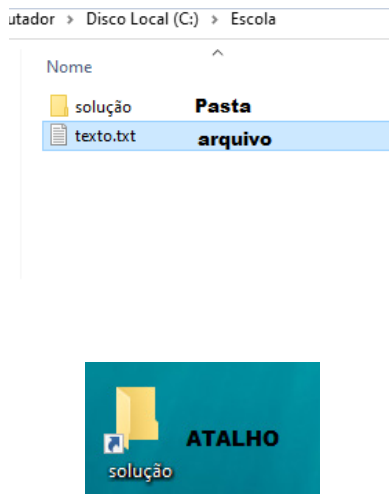 utador > Disco Local (C:) > Escola
Nome
solução Pasta
texto.txt arquivo
ATALHO
solução